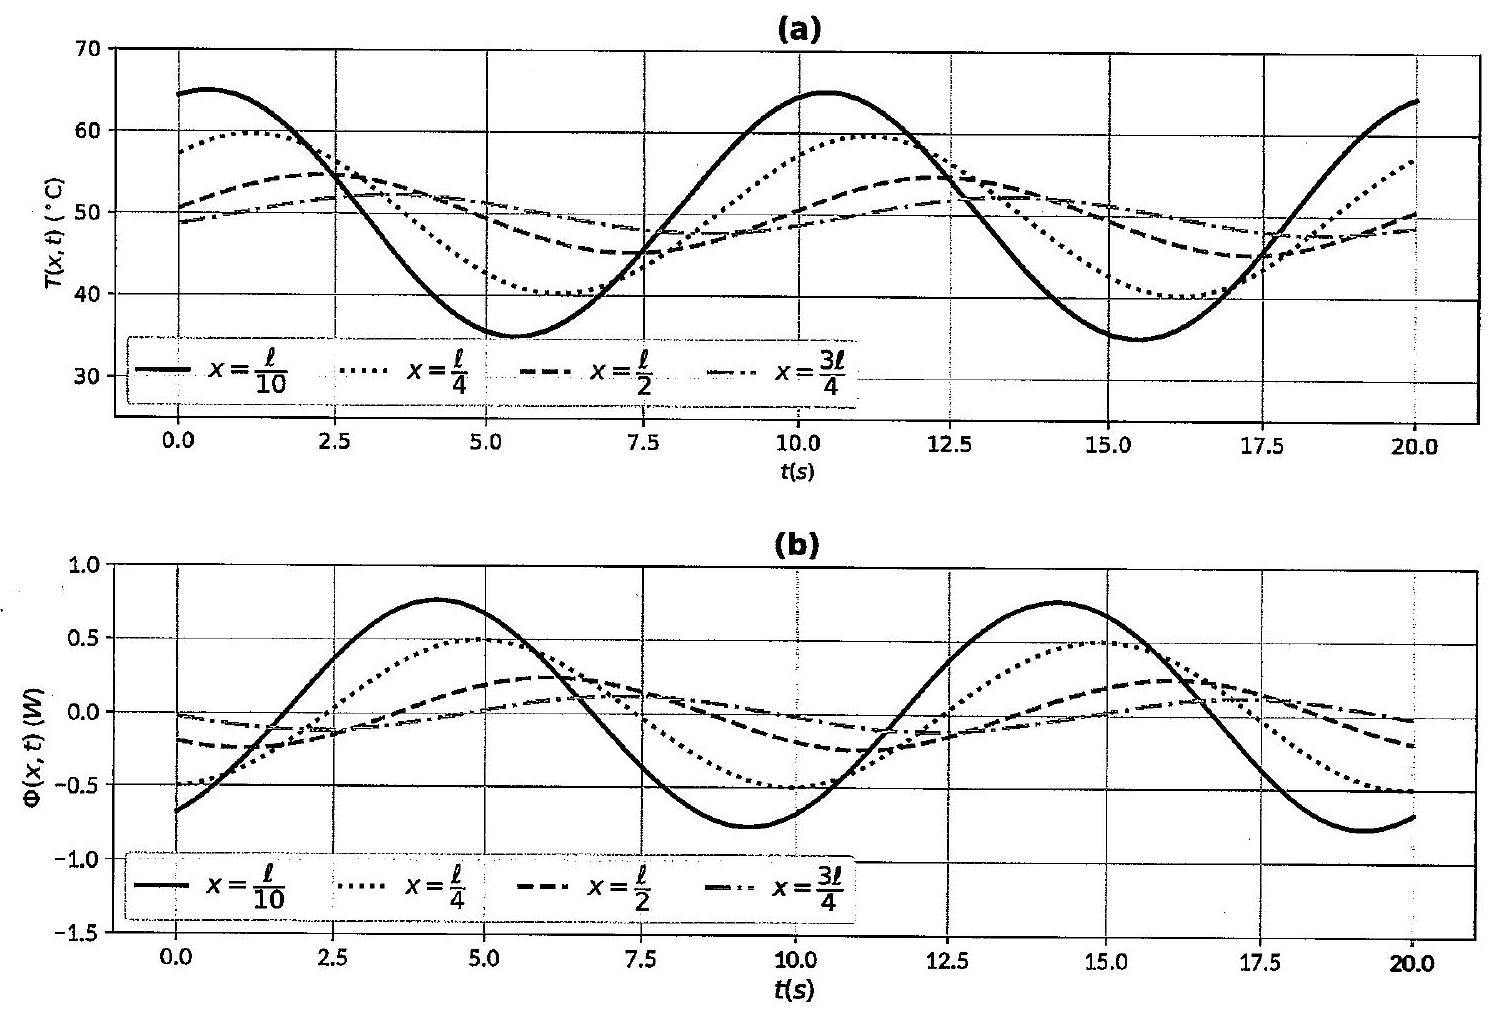 (a)
70
60
50
40
30
T(x, t) (°C)
x = ℓ/10 x = ℓ/4 x = ℓ/2 x = 3ℓ/4
0.0 2.5 5.0 7.5 10.0 12.5 15.0 17.5 20.0
t(s)
(b)
1.0
0.5
0.0
−0.5
−1.0
−1.5
Φ(x, t) (W)
x = ℓ/10 x = ℓ/4 x = ℓ/2 x = 3ℓ/4
0.0 2.5 5.0 7.5 10.0 12.5 15.0 17.5 20.0
t(s)